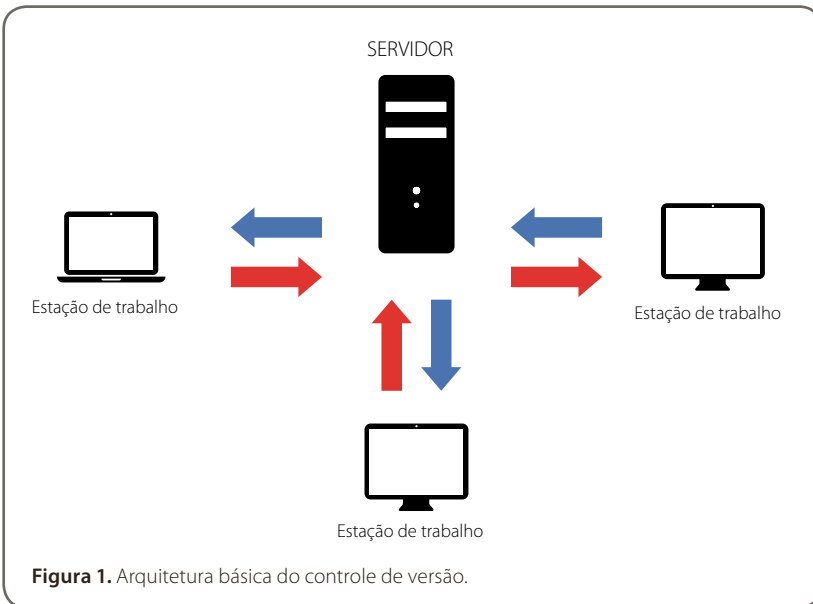 SERVIDOR
Estação de trabalho
Estação de trabalho
Estação de trabalho
Figura 1. Arquitetura básica do controle de versão.